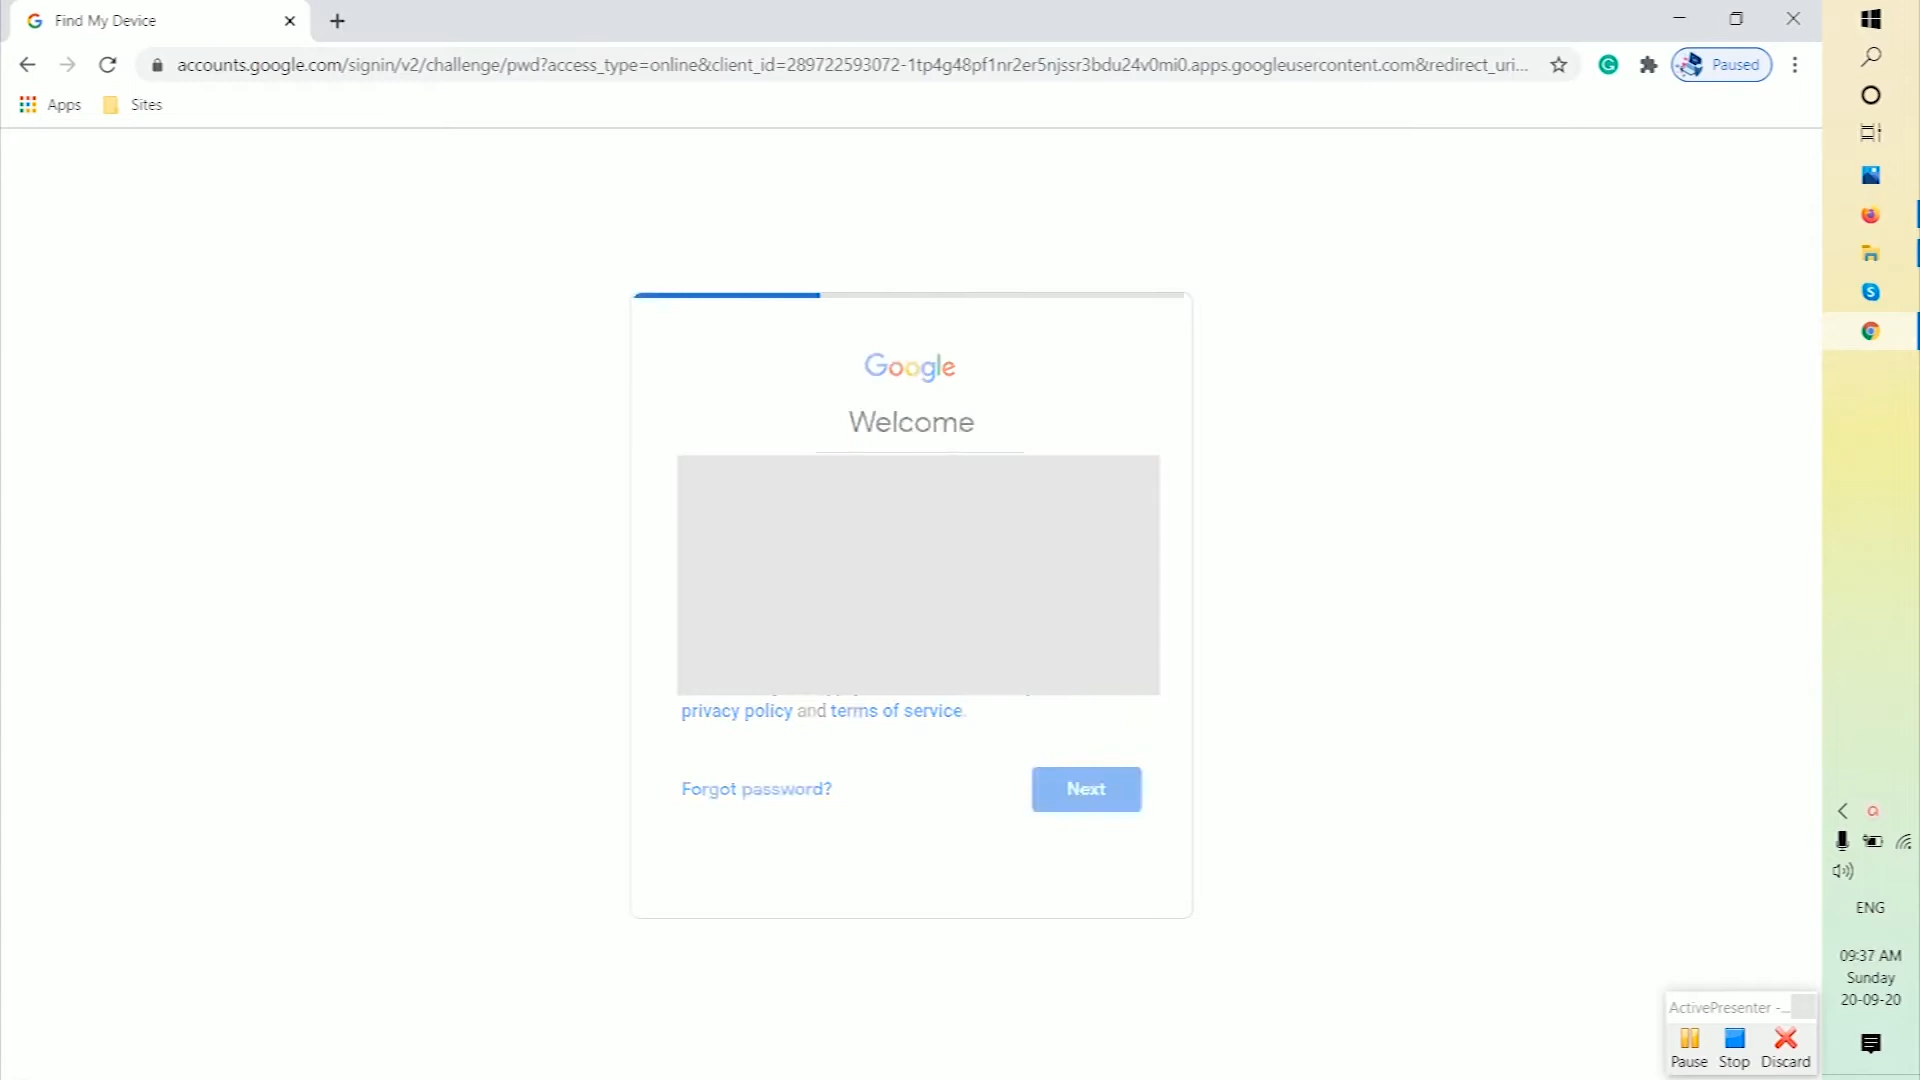 Find My Device
accounts.google.com/signin/v2/challenge/pwd?access_type=online&client_id=289722593072-1tp4g48pf1nr2er5njssr3bdu24v0mi0.apps.googleusercontent.com&redirect_uri...
Paused
Apps
Sites
Google
Welcome
privacy policy and terms of service.
Forgot password?
Next
ENG
09:37 AM
Sunday
20-09-20
ActivePresenter -...
Pause Stop Discard